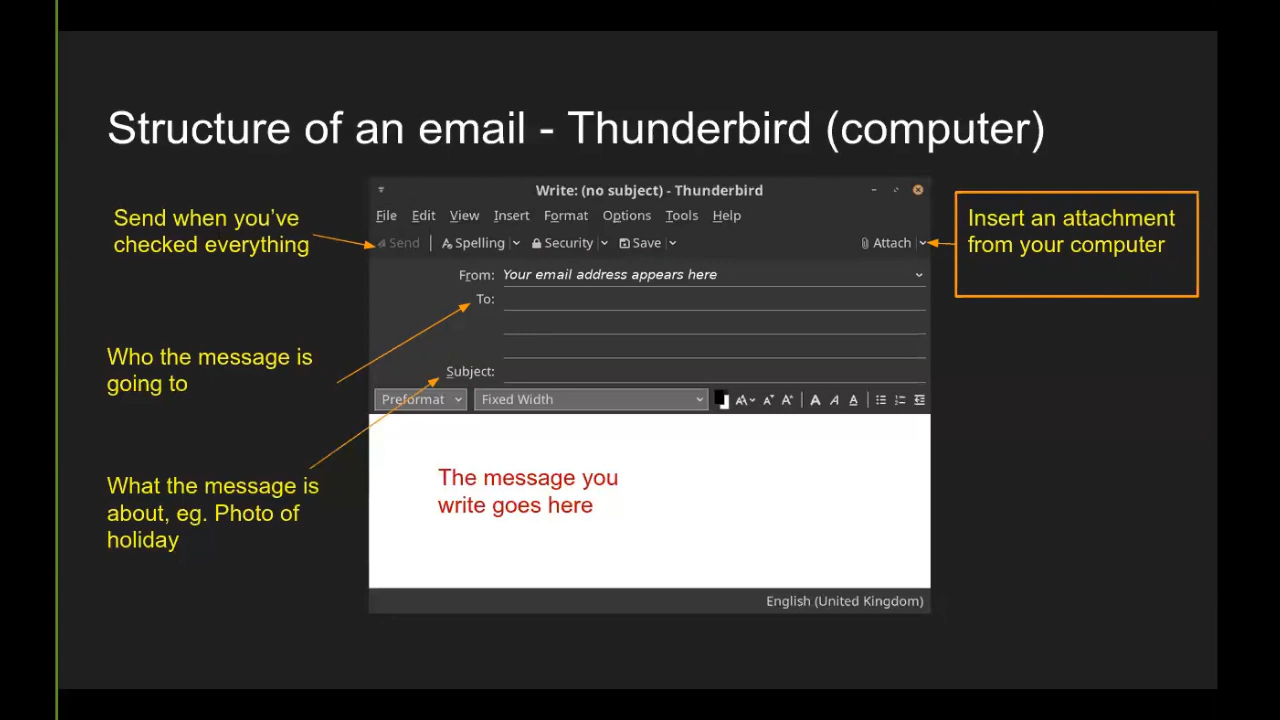 Structure of an email - Thunderbird (computer)
Write: (no subject) - Thunderbird
File Edit View Insert Format Options Tools Help
Send Spelling Security Save Attach
From: Your email address appears here
To:
Subject:
Preformat Fixed Width
The message you
write goes here
English (United Kingdom)
Send when you’ve
checked everything
Who the message is
going to
What the message is
about, eg. Photo of
holiday
Insert an attachment
from your computer